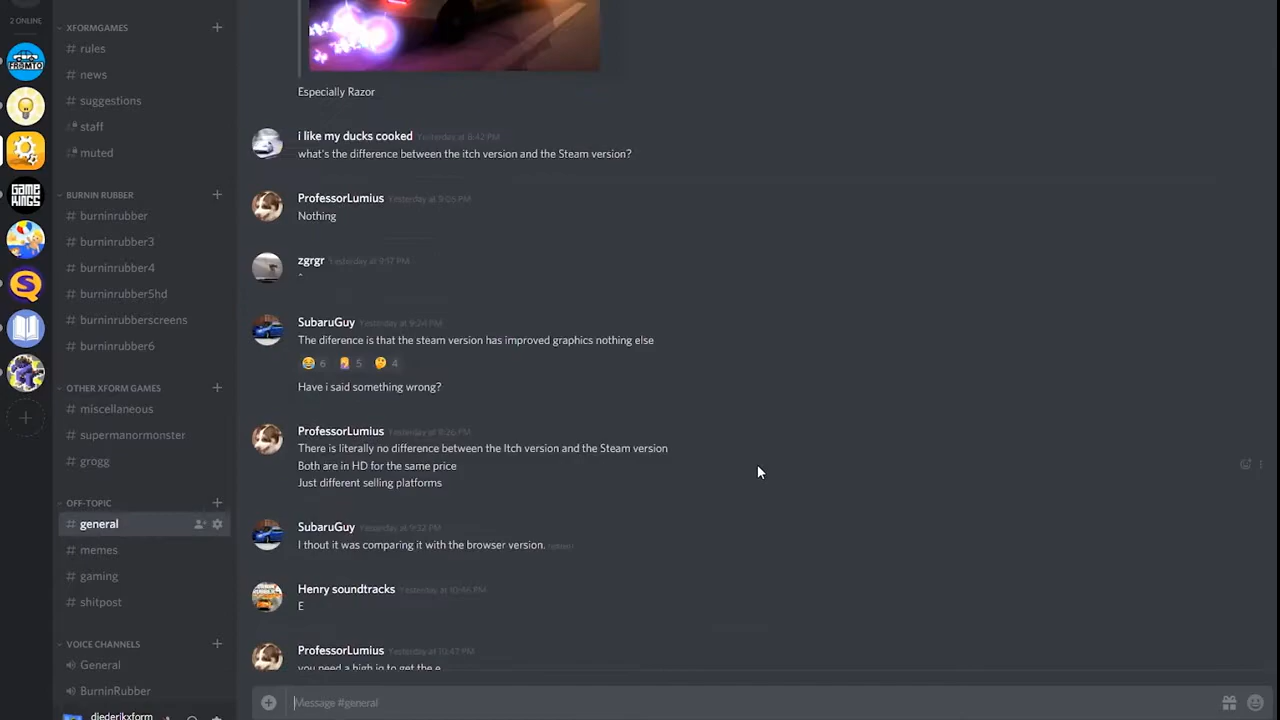 2 ONLINE
FROMTO
GAME
KINGS
XFORMGAMES
# rules
# news
# suggestions
staff
muted
BURNIN RUBBER
# burninrubber
# burninrubber3
# burninrubber4
# burninrubber5hd
# burninrubberscreens
# burninrubber6
OTHER XFORM GAMES
# miscellaneous
# supermanormonster
# grogg
OFF-TOPIC
# general
# memes
# gaming
# shitpost
VOICE CHANNELS
General
BurninRubber
diederikxform
Especially Razor
i like my ducks cooked Yesterday at 8:42 PM
what's the difference between the itch version and the Steam version?
ProfessorLumius Yesterday at 9:05 PM
Nothing
zgrgr Yesterday at 9:17 PM
^
SubaruGuy Yesterday at 9:24 PM
The diference is that the steam version has improved graphics nothing else
😂 6 5 🤔 4
Have i said something wrong?
ProfessorLumius Yesterday at 9:26 PM
There is literally no difference between the Itch version and the Steam version
Both are in HD for the same price
Just different selling platforms
SubaruGuy Yesterday at 9:32 PM
I thout it was comparing it with the browser version. (edited)
Henry soundtracks Yesterday at 10:46 PM
E
ProfessorLumius Yesterday at 10:47 PM
you need a high iq to get the e
Message #general